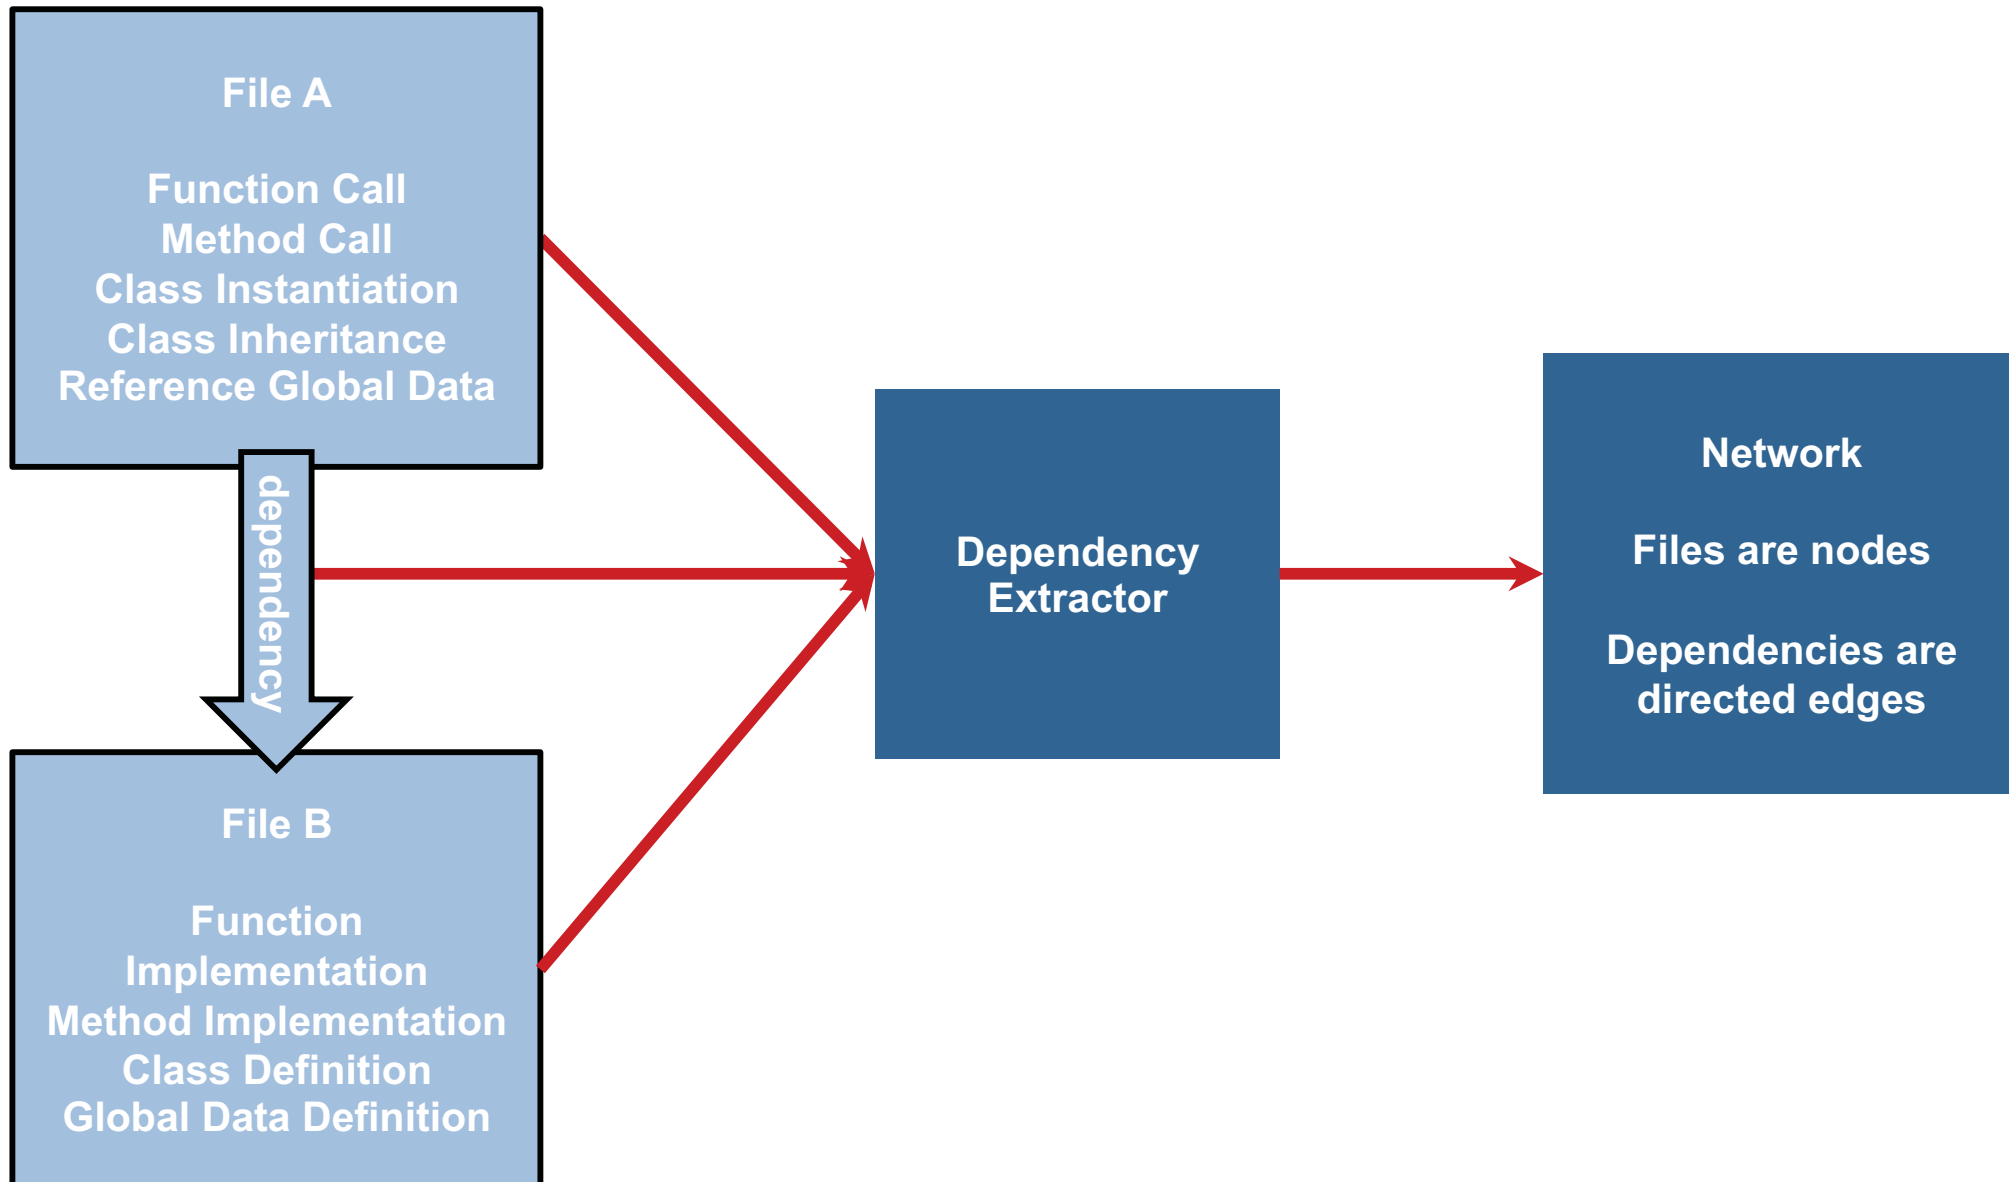 File A
Function Call
Method Call
Class Instantiation
Class Inheritance
Reference Global Data
dependency
File B
Function
Implementation
Method Implementation
Class Definition
Global Data Definition
Dependency
Extractor
Network
Files are nodes
Dependencies are
directed edges